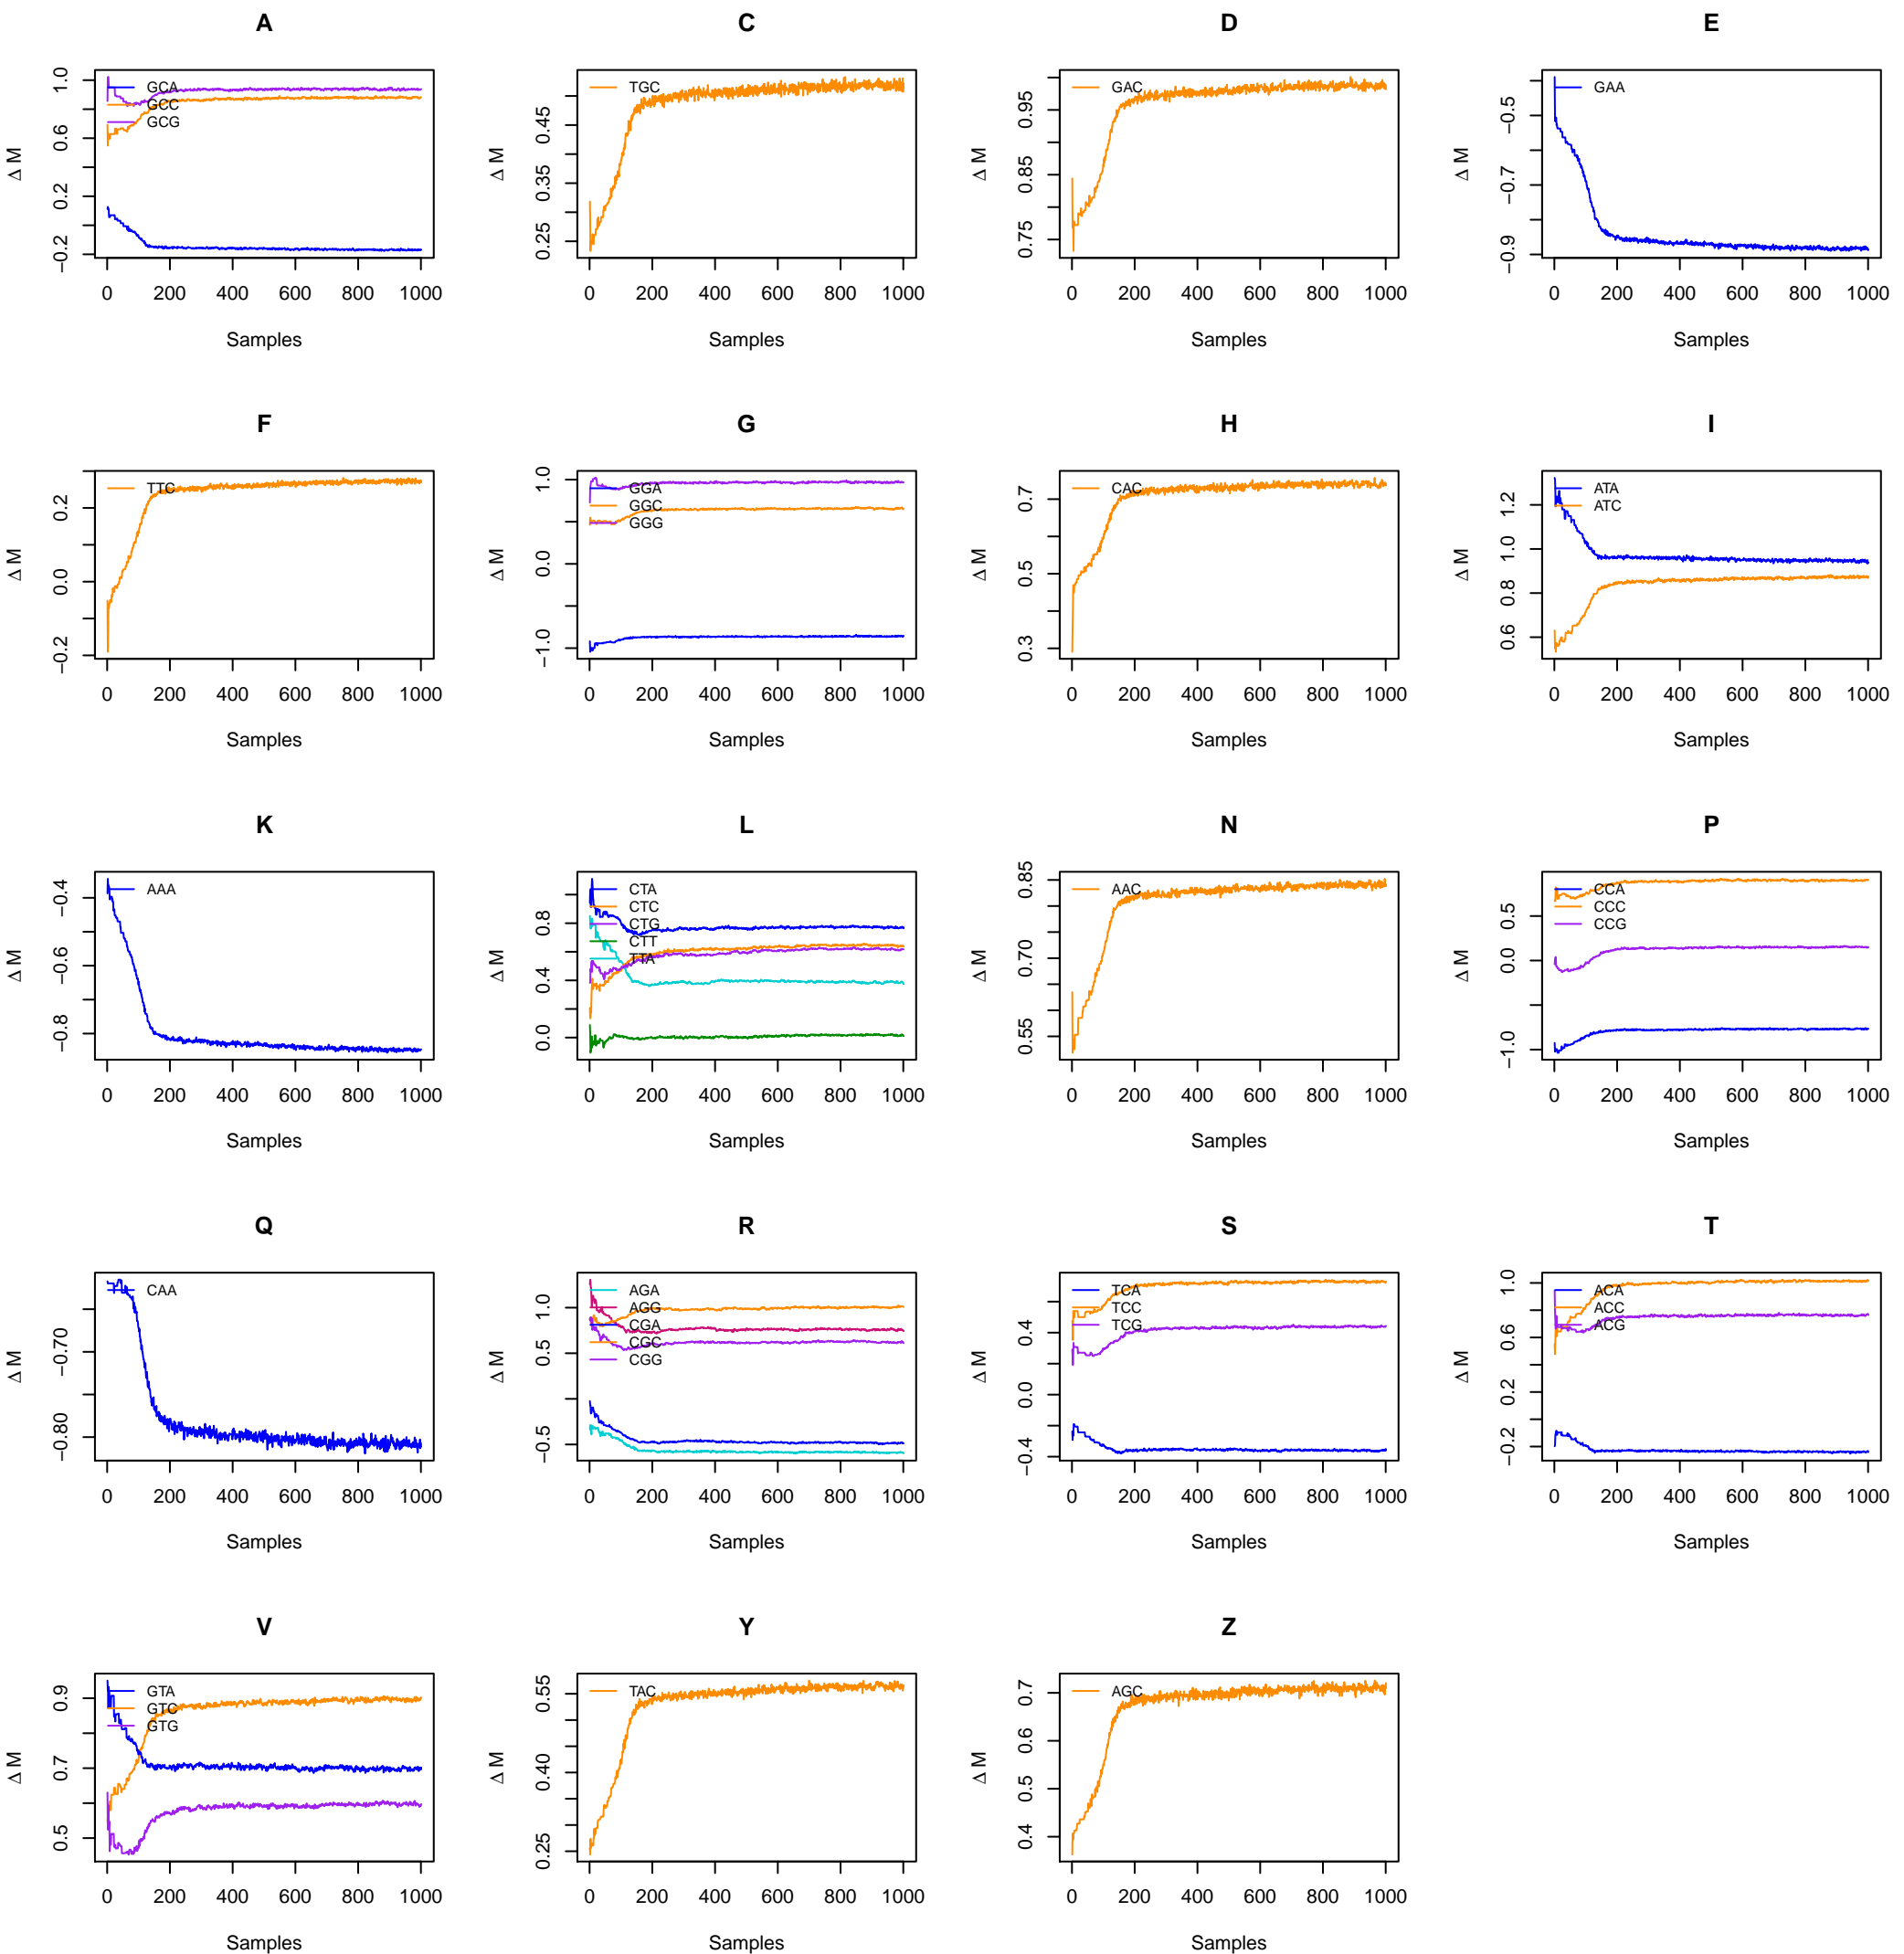 A
C
D
E
GCA
GCC
GCG
TGC
GAC
GAA
Δ M
−0.2 0.2 0.6 1.0
Δ M
0.25 0.35 0.45
Δ M
0.75 0.85 0.95
Δ M
−0.9 −0.7 −0.5
0 200 400 600 800 1000
0 200 400 600 800 1000
0 200 400 600 800 1000
0 200 400 600 800 1000
Samples
Samples
Samples
Samples
F
G
H
I
TTC
GGA
GGC
GGG
CAC
ATA
ATC
Δ M
−0.2 0.0 0.2
Δ M
−1.0 0.0 1.0
Δ M
0.3 0.5 0.7
Δ M
0.6 0.8 1.0 1.2
0 200 400 600 800 1000
0 200 400 600 800 1000
0 200 400 600 800 1000
0 200 400 600 800 1000
Samples
Samples
Samples
Samples
K
L
N
P
AAA
CTA
CTC
CTG
CTT
TTA
AAC
CCA
CCC
CCG
Δ M
−0.8 −0.6 −0.4
Δ M
0.0 0.4 0.8
Δ M
0.55 0.70 0.85
Δ M
−1.0 0.0 0.5
0 200 400 600 800 1000
0 200 400 600 800 1000
0 200 400 600 800 1000
0 200 400 600 800 1000
Samples
Samples
Samples
Samples
Q
R
S
T
CAA
AGA
AGG
CGA
CGC
CGG
TCA
TCC
TCG
ACA
ACC
ACG
Δ M
−0.80 −0.70
Δ M
−0.5 0.5 1.0
Δ M
−0.4 0.0 0.4
Δ M
−0.2 0.2 0.6 1.0
0 200 400 600 800 1000
0 200 400 600 800 1000
0 200 400 600 800 1000
0 200 400 600 800 1000
Samples
Samples
Samples
Samples
V
Y
Z
GTA
GTC
GTG
TAC
AGC
Δ M
0.5 0.7 0.9
Δ M
0.25 0.40 0.55
Δ M
0.4 0.5 0.6 0.7
0 200 400 600 800 1000
0 200 400 600 800 1000
0 200 400 600 800 1000
Samples
Samples
Samples